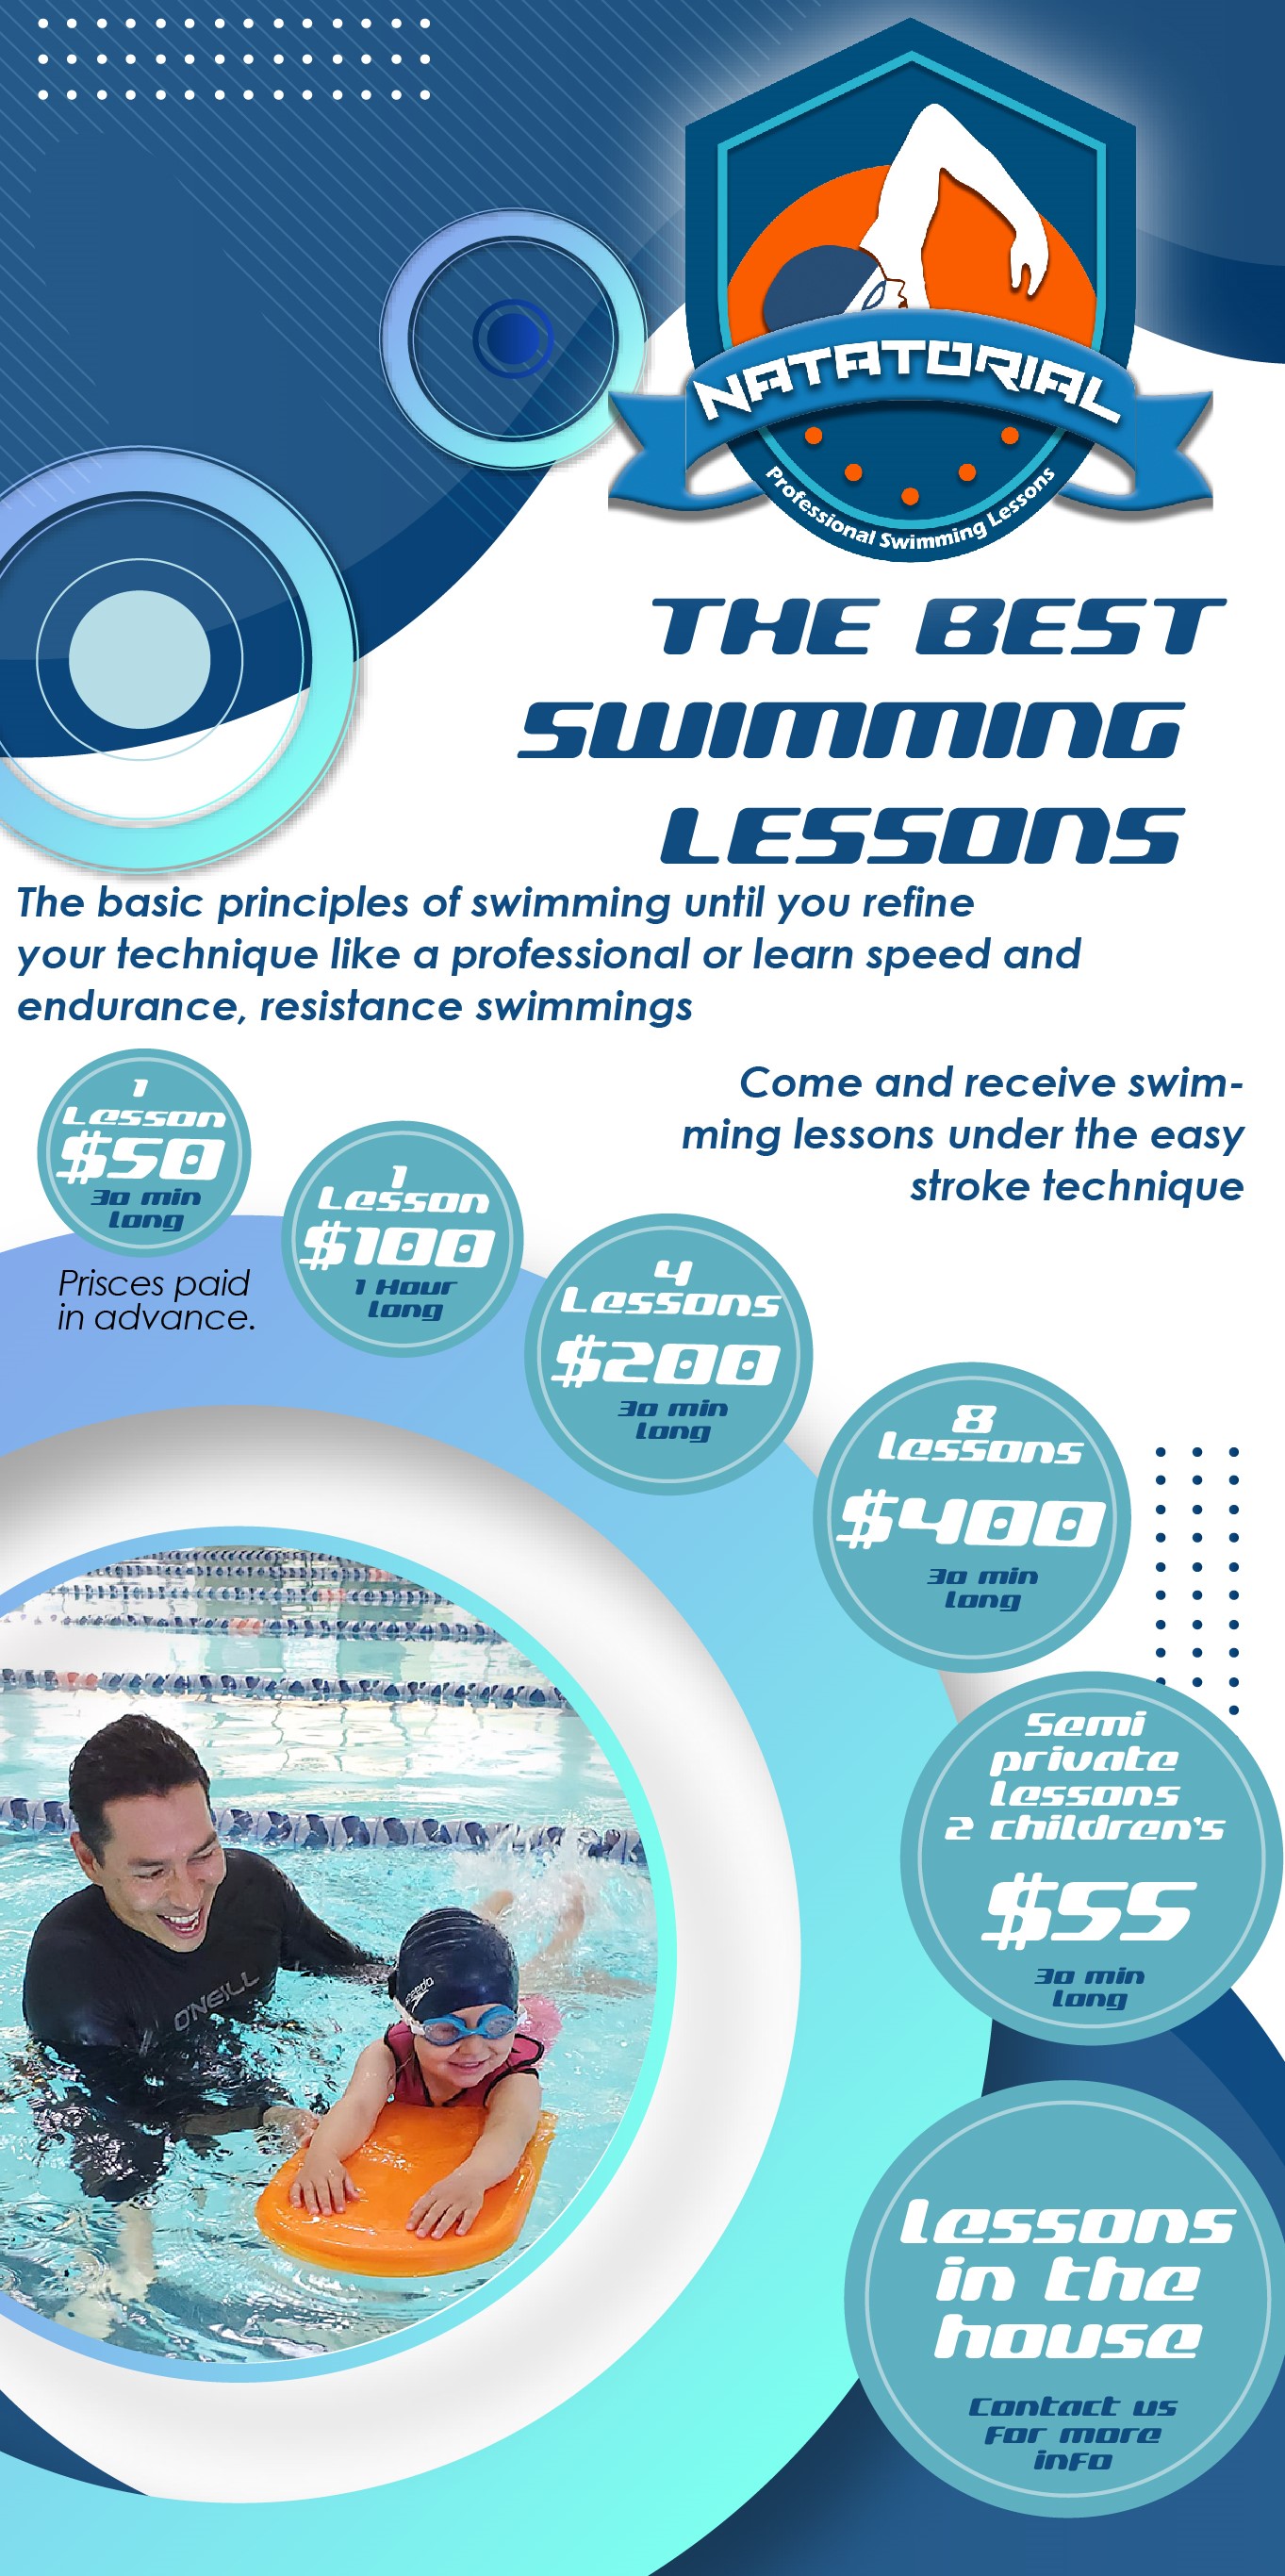 NATATORIAL
Professional Swimming Lessons
THE BEST
SWIMMING
LESSONS
The basic principles of swimming until you refine
your technique like a professional or learn speed and
endurance, resistance swimmings
Come and receive swim-
ming lessons under the easy
stroke technique
1
Lesson
$50
30 min
long
Prisces paid
in advance.
1
Lesson
$100
1 Hour
long
4
Lessons
$200
30 min
long
8
lessons
$400
30 min
long
Semi
private
lessons
2 children's
$55
30 min
long
O'NEILL
speedo
Lessons
in the
house
Contact us
for more
info